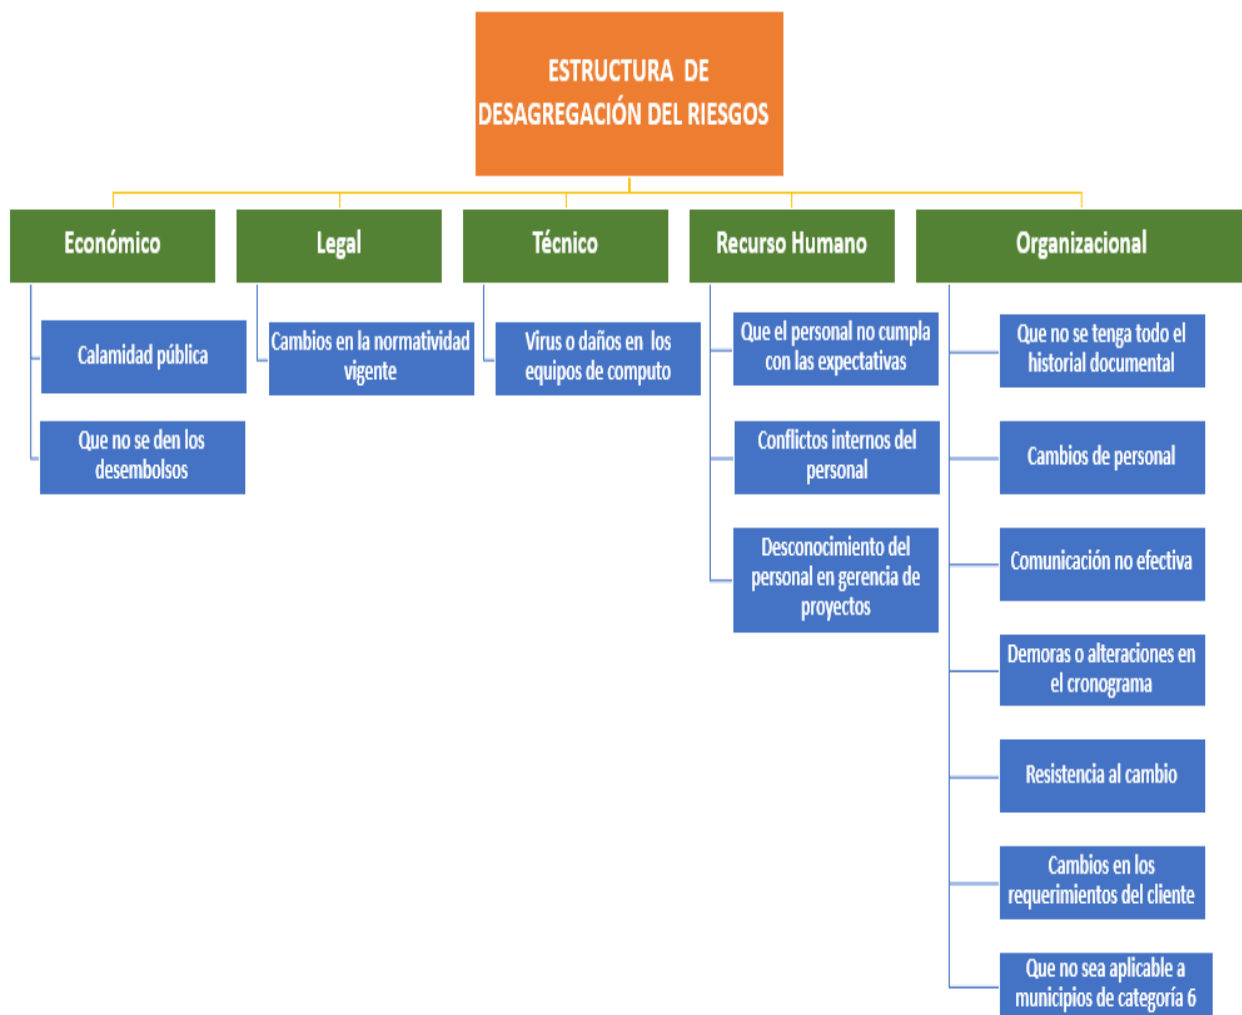 ESTRUCTURA DE
DESAGREGACIÓN DEL RIESGOS
Económico
Legal
Técnico
Recurso Humano
Organizacional
Calamidad pública
Que no se den los
desembolsos
Cambios en la normatividad
vigente
Virus o daños en los
equipos de computo
Que el personal no cumpla
con las expectativas
Conflictos internos del
personal
Desconocimiento del
personal en gerencia de
proyectos
Que no se tenga todo el
historial documental
Cambios de personal
Comunicación no efectiva
Demoras o alteraciones en
el cronograma
Resistencia al cambio
Cambios en los
requerimientos del cliente
Que no sea aplicable a
municipios de categoría 6